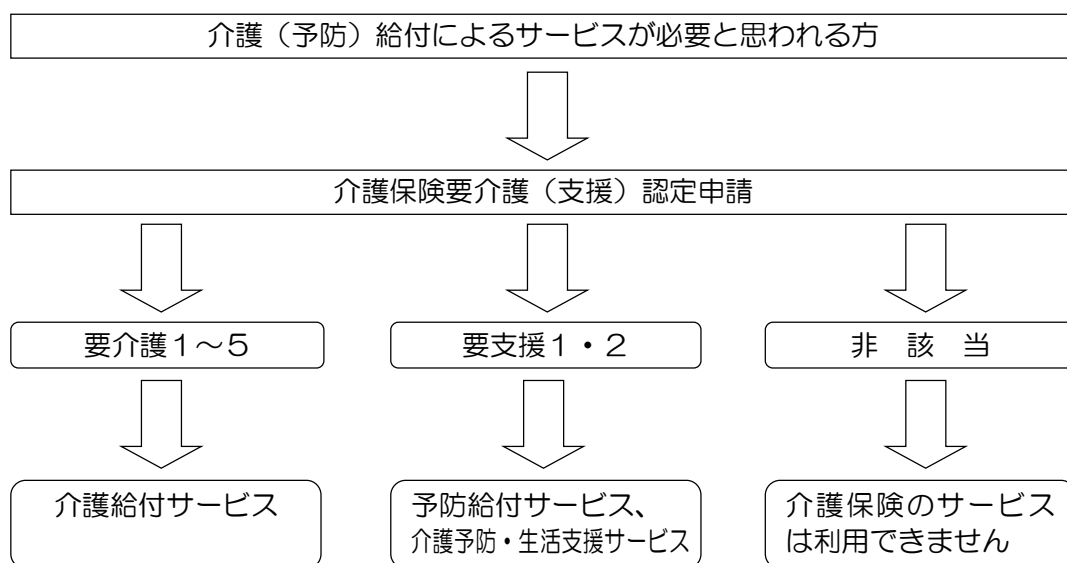 介護（予防）給付によるサービスが必要と思われる方
介護保険要介護（支援）認定申請
要介護１～５
要支援１・２
非　該　当
介護給付サービス
予防給付サービス、
介護予防・生活支援サービス
介護保険のサービス
は利用できません